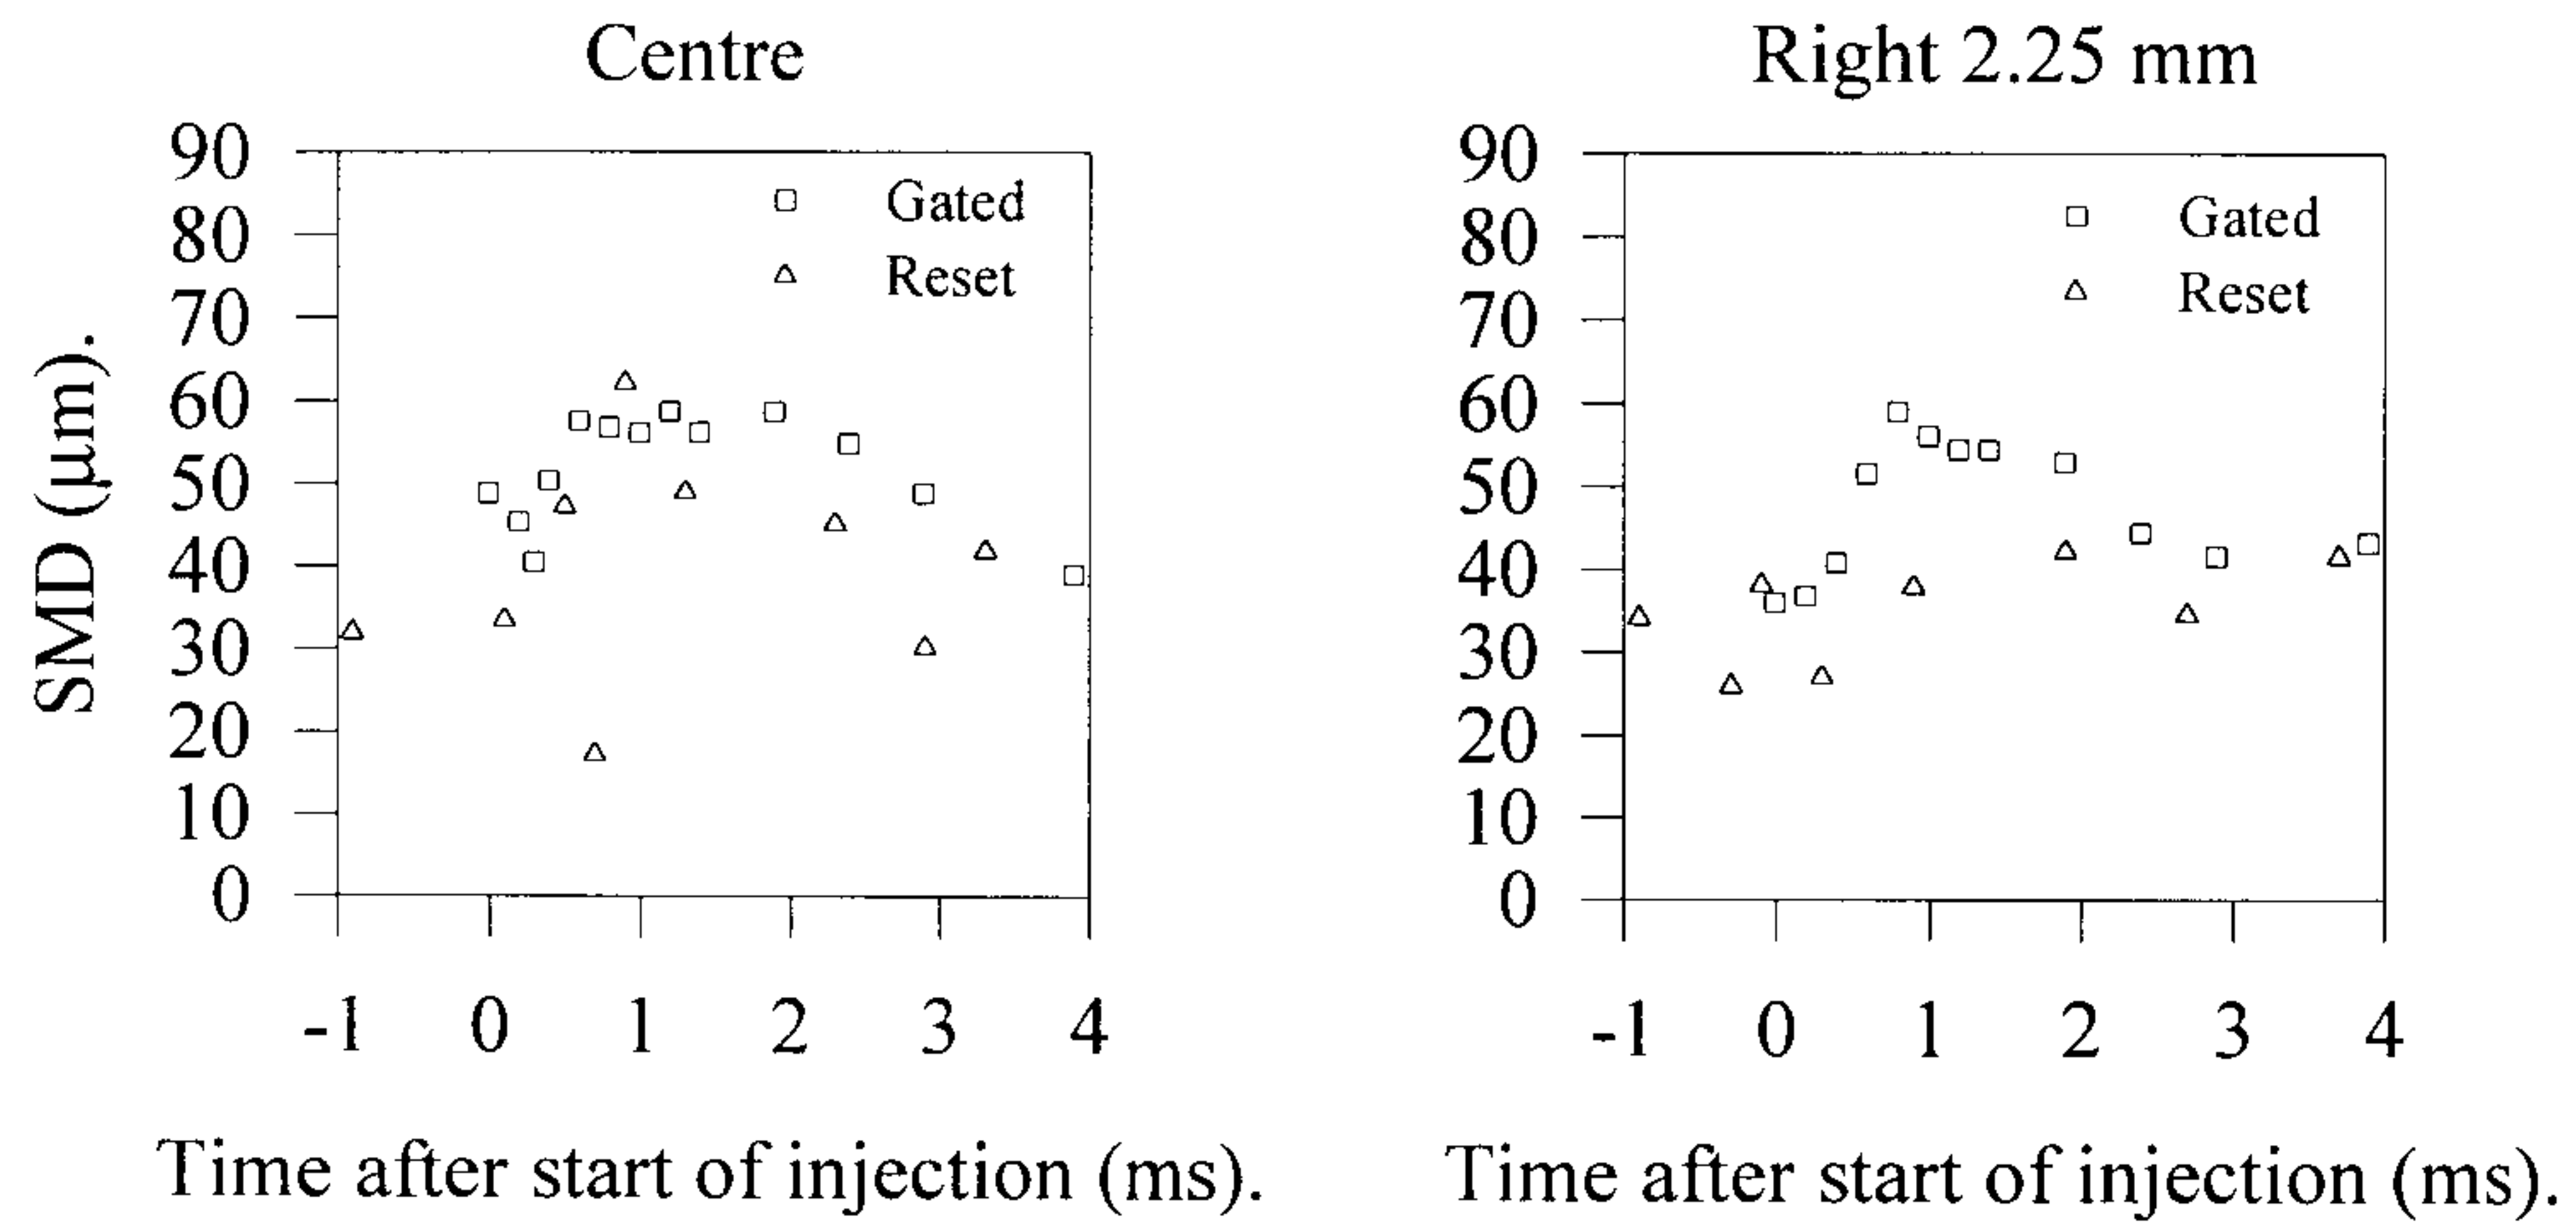 Centre
Right 2.25 mm
SMD (µm).
90
80
70
60
50
40
30
20
10
0
Gated
Reset
-1 0 1 2 3 4
Time after start of injection (ms).
90
80
70
60
50
40
30
20
10
0
Gated
Reset
-1 0 1 2 3 4
Time after start of injection (ms).